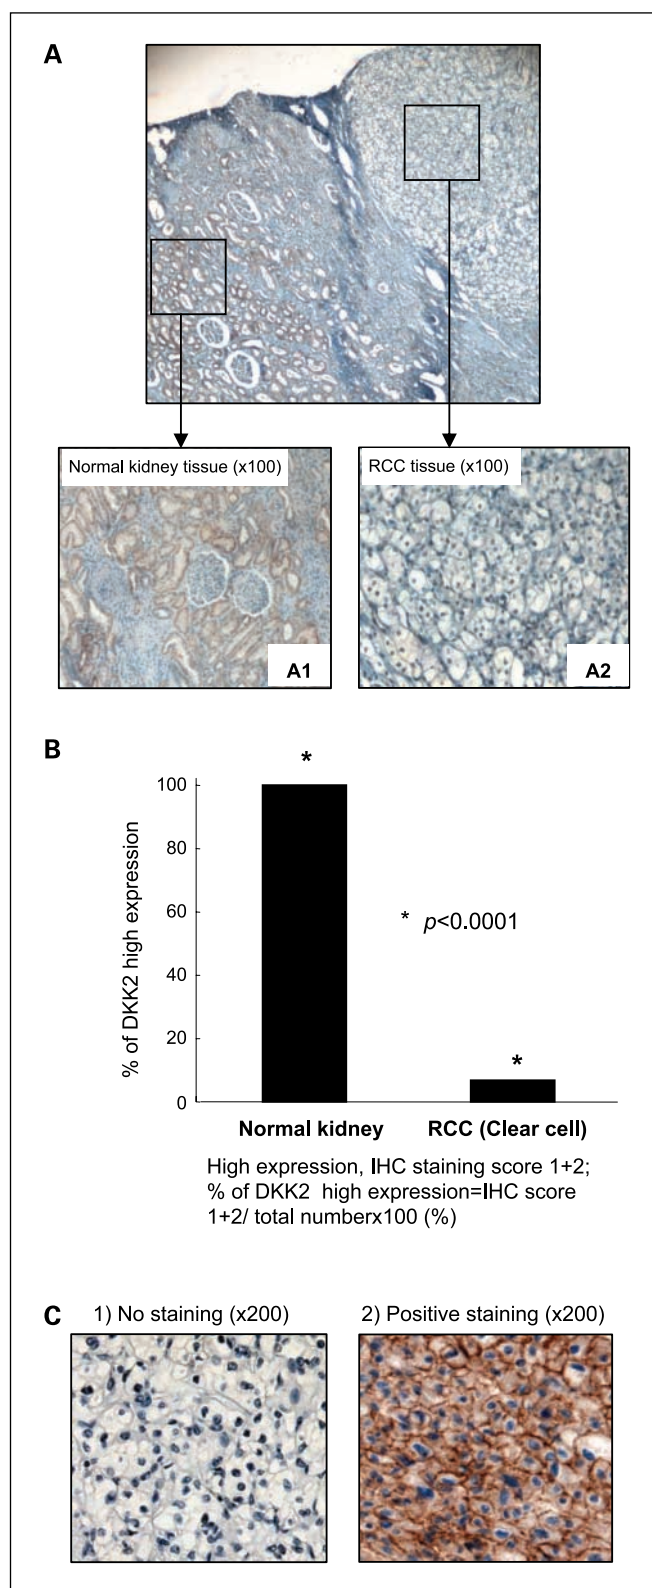 A
Normal kidney tissue (x100)
RCC tissue (x100)
A1
A2
B
% of DKK2 high expression
100
80
60
40
20
0
*
*
* p<0.0001
Normal kidney
RCC (Clear cell)
High expression, IHC staining score 1+2;
% of DKK2 high expression=IHC score
1+2/ total numberx100 (%)
C
1) No staining (x200)
2) Positive staining (x200)